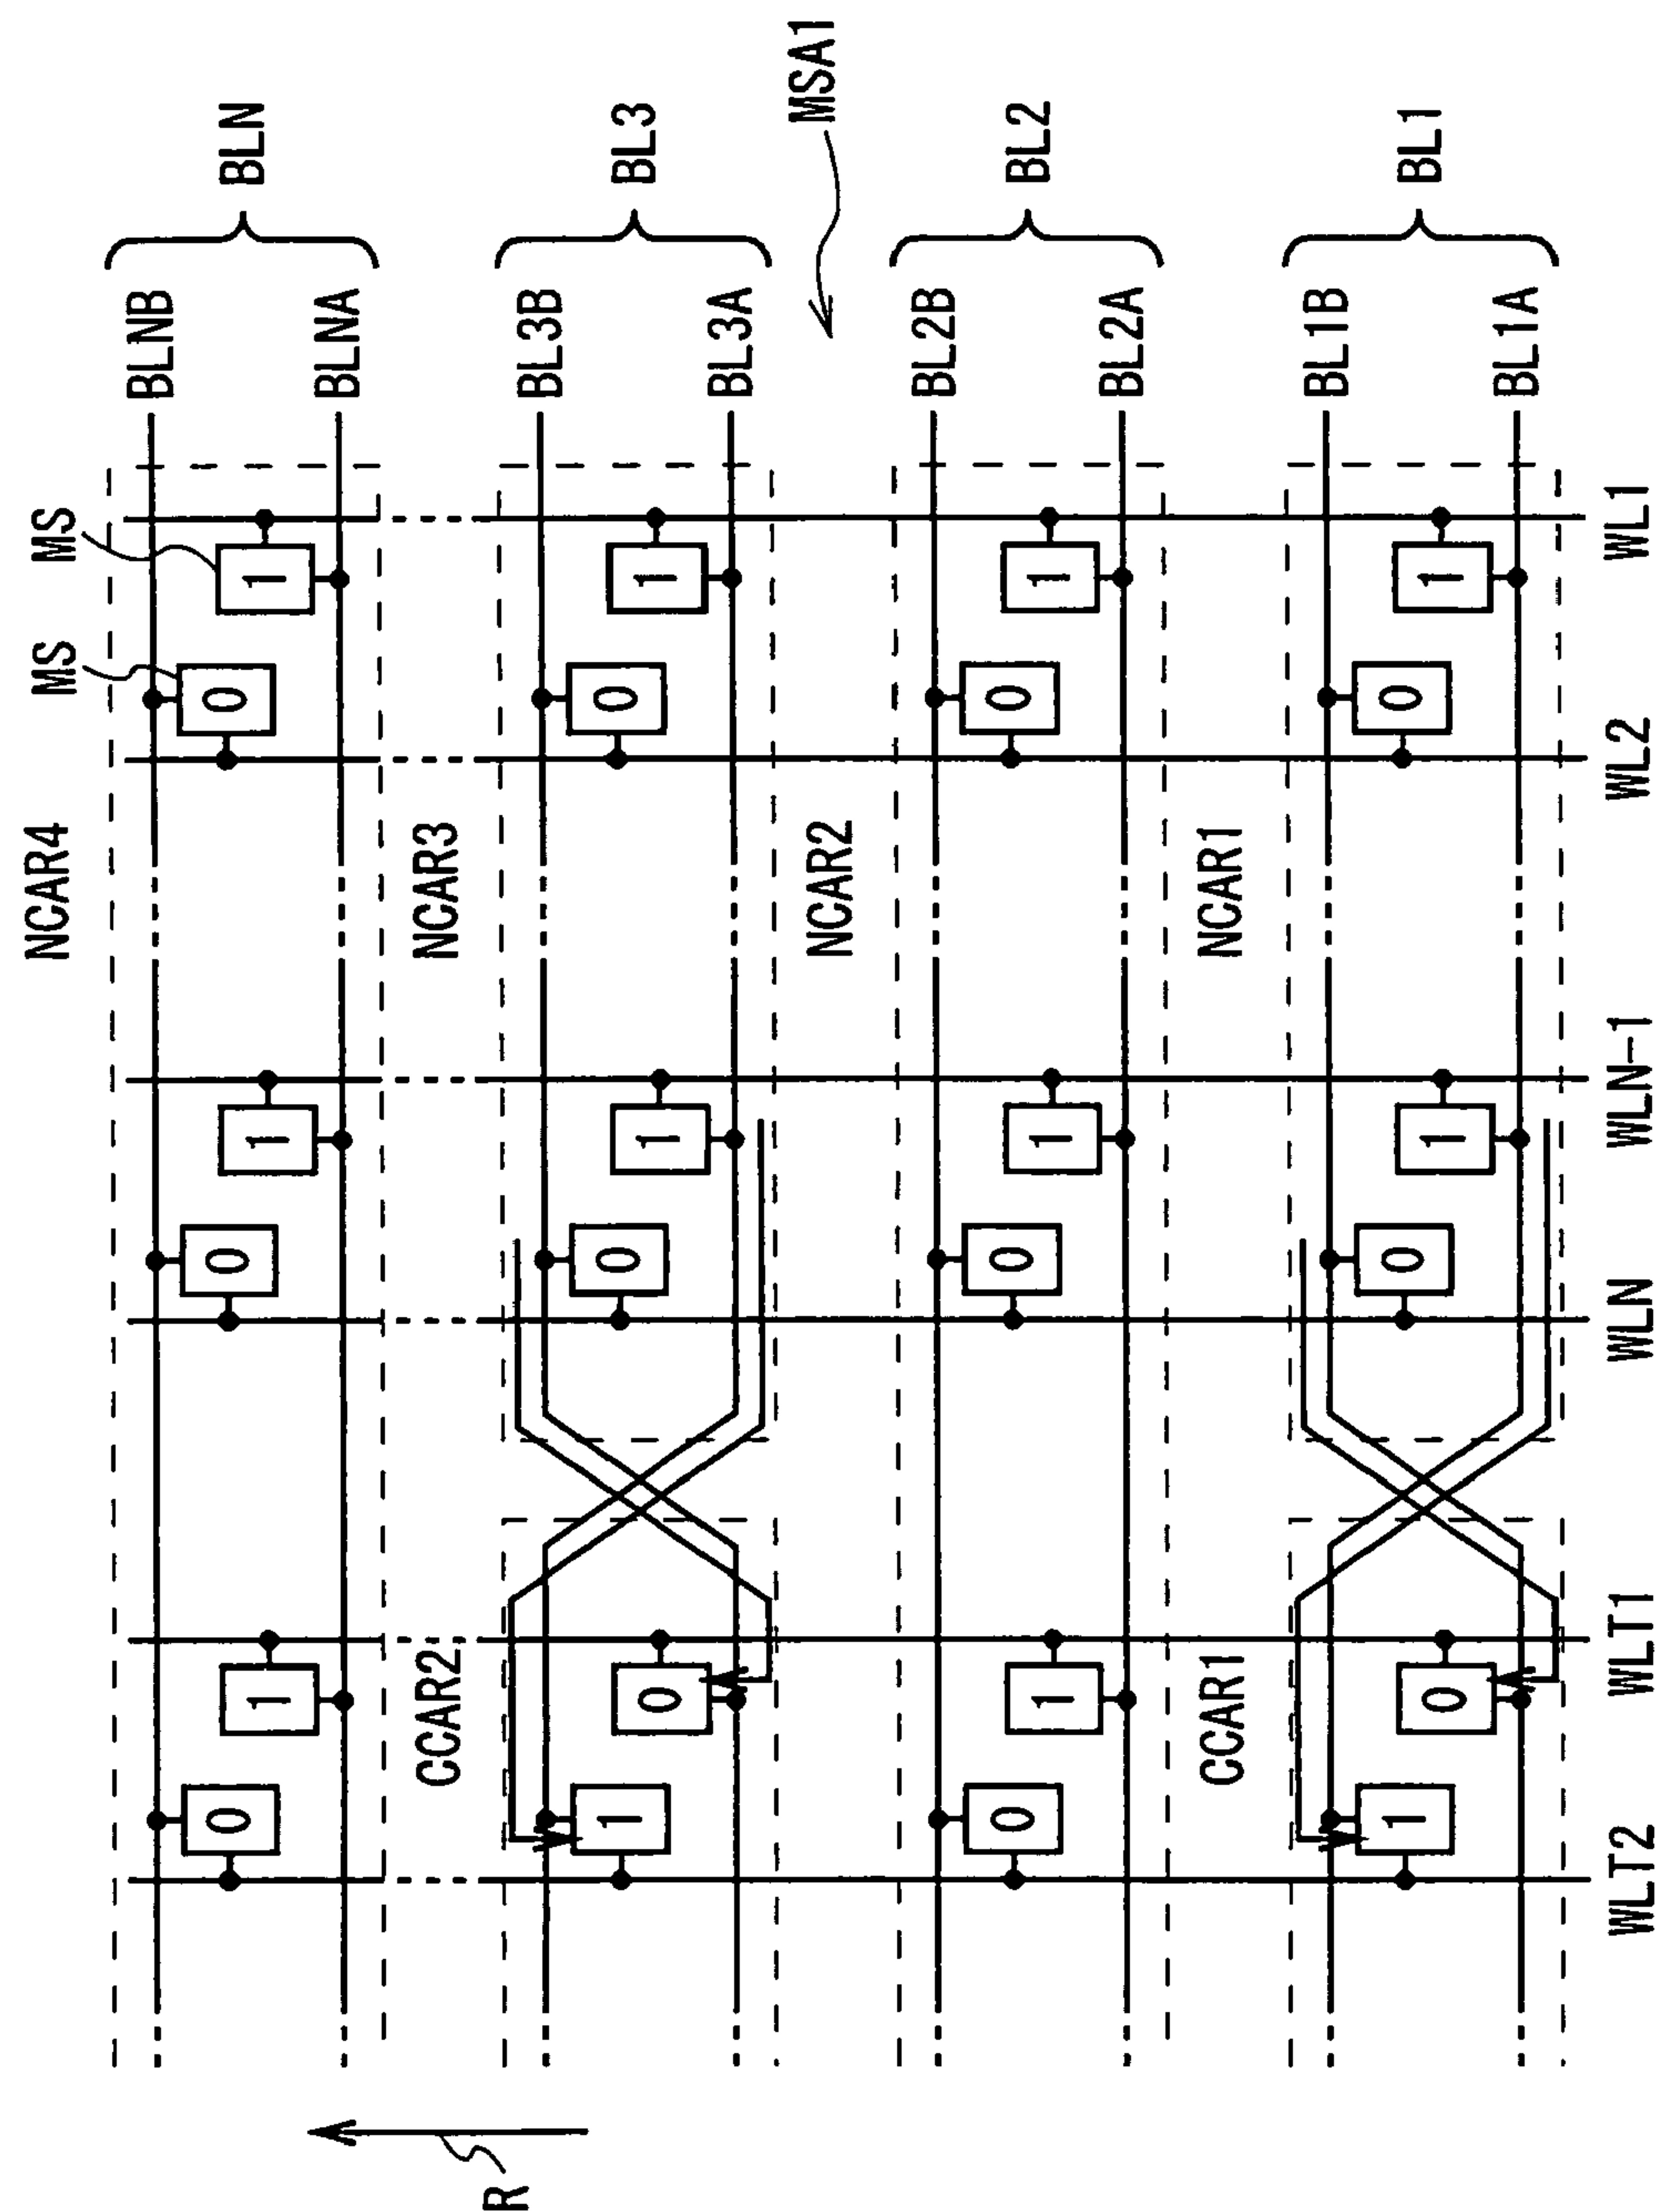 NCAR4 MS MS
BLNB
0 1 0 1 0 1 BLN
BLNA
CCAR2 NCAR3
R
BL3B
1 0 0 1 0 1 BL3
BL3A
NCAR2 MSA1
BL2B
0 1 0 1 0 1 BL2
BL2A
CCAR1 NCAR1
BL1B
1 0 0 1 0 1 BL1
BL1A
WLT2 WLT1 WLN WLN-1 WL2 WL1